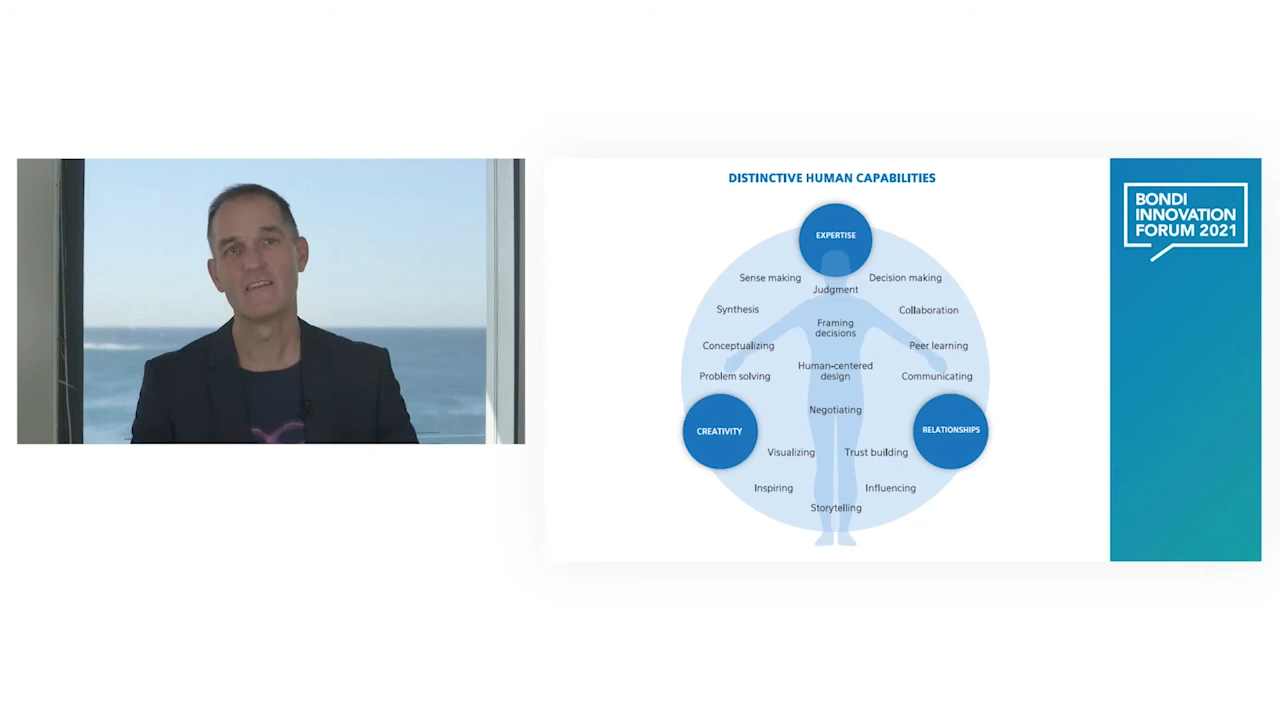 DISTINCTIVE HUMAN CAPABILITIES
BONDI
INNOVATION
FORUM 2021
EXPERTISE
Sense making
Decision making
Judgment
Synthesis
Collaboration
Framing
decisions
Conceptualizing
Peer learning
Human-centered
design
Problem solving
Communicating
Negotiating
CREATIVITY
RELATIONSHIPS
Visualizing
Trust building
Inspiring
Influencing
Storytelling